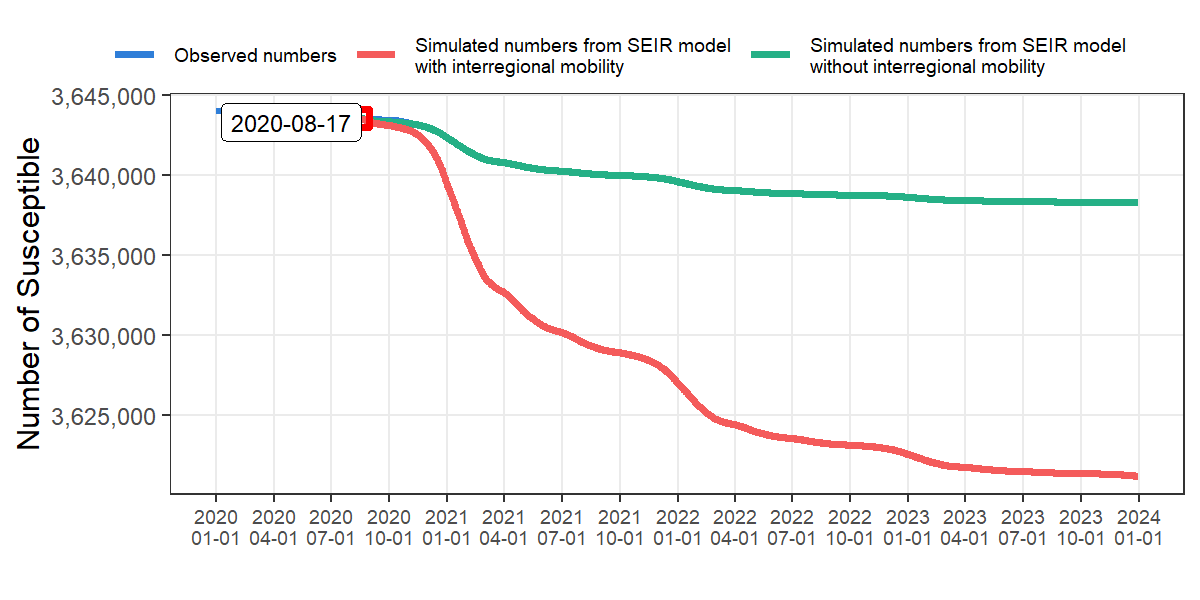 Observed numbers
Simulated numbers from SEIR model
with interregional mobility
Simulated numbers from SEIR model
without interregional mobility
Number of Susceptible
3,645,000
3,640,000
3,635,000
3,630,000
3,625,000
2020-08-17
2020 2020 2020 2020 2021 2021 2021 2021 2022 2022 2022 2022 2023 2023 2023 2023 2024
01-01 04-01 07-01 10-01 01-01 04-01 07-01 10-01 01-01 04-01 07-01 10-01 01-01 04-01 07-01 10-01 01-01